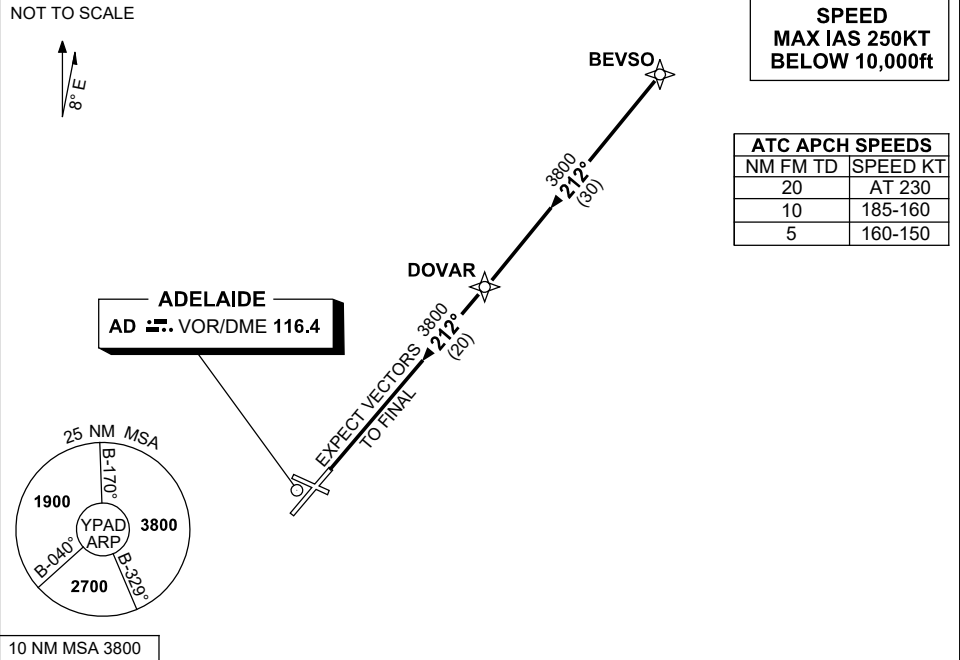 NOT TO SCALE
8° E
SPEED
MAX IAS 250KT
BELOW 10,000ft
BEVSO
ATC APCH SPEEDS
NM FM TD SPEED KT
20 AT 230
10 185-160
5 160-150
3800
212°
(30)
DOVAR
3800
212°
(20)
ADELAIDE
AD VOR/DME 116.4
EXPECT VECTORS
TO FINAL
25 NM MSA
B-170°
1900
3800
YPAD
ARP
B-040°
B-329°
2700
10 NM MSA 3800